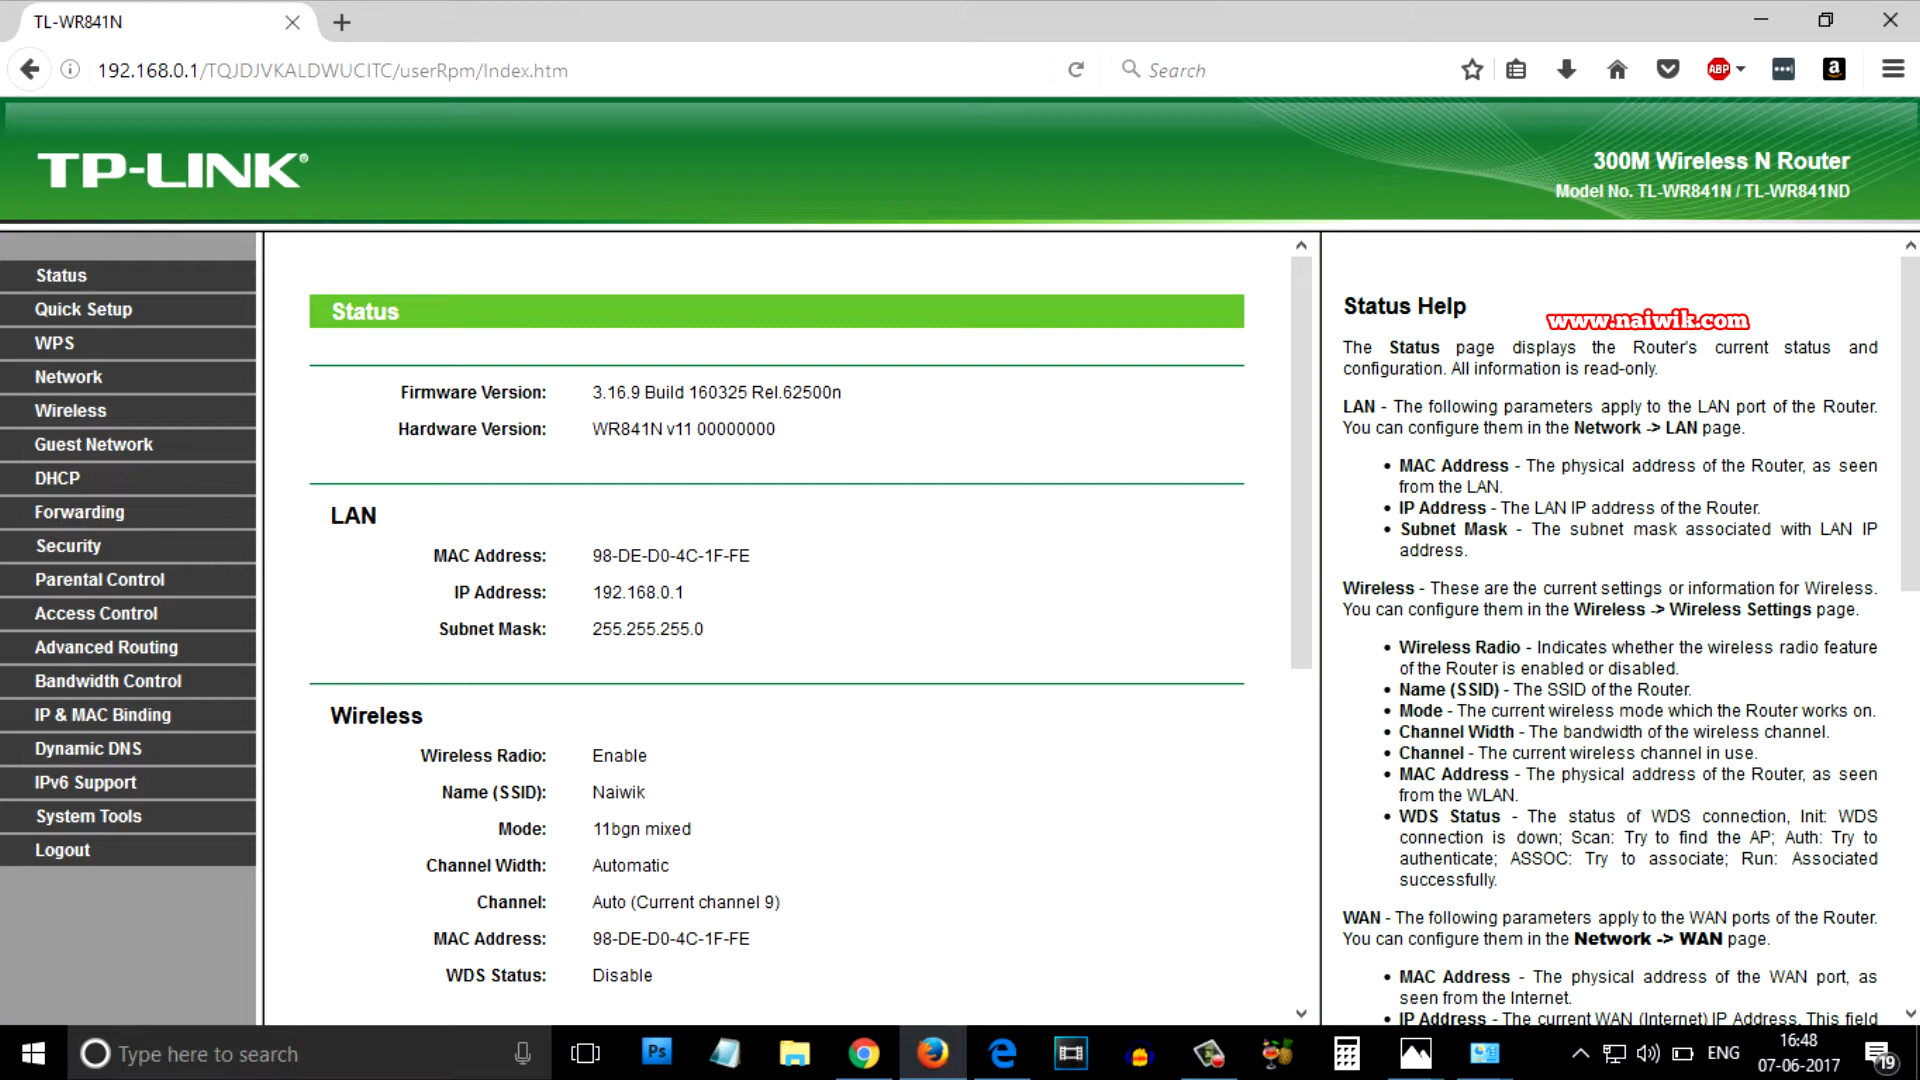 TL-WR841N
192.168.0.1/TQJDJVKALDWUCITC/userRpm/Index.htm
Search
ABP
TP-LINK®
300M Wireless N Router
Model No. TL-WR841N / TL-WR841ND
Status
Quick Setup
WPS
Network
Wireless
Guest Network
DHCP
Forwarding
Security
Parental Control
Access Control
Advanced Routing
Bandwidth Control
IP & MAC Binding
Dynamic DNS
IPv6 Support
System Tools
Logout
Status
Firmware Version: 3.16.9 Build 160325 Rel.62500n
Hardware Version: WR841N v11 00000000
LAN
MAC Address: 98-DE-D0-4C-1F-FE
IP Address: 192.168.0.1
Subnet Mask: 255.255.255.0
Wireless
Wireless Radio: Enable
Name (SSID): Naiwik
Mode: 11bgn mixed
Channel Width: Automatic
Channel: Auto (Current channel 9)
MAC Address: 98-DE-D0-4C-1F-FE
WDS Status: Disable
Status Help
www.naiwik.com
The Status page displays the Router's current status and
configuration. All information is read-only.
LAN - The following parameters apply to the LAN port of the Router.
You can configure them in the Network -> LAN page.
• MAC Address - The physical address of the Router, as seen
from the LAN.
• IP Address - The LAN IP address of the Router.
• Subnet Mask - The subnet mask associated with LAN IP
address.
Wireless - These are the current settings or information for Wireless.
You can configure them in the Wireless -> Wireless Settings page.
• Wireless Radio - Indicates whether the wireless radio feature
of the Router is enabled or disabled.
• Name (SSID) - The SSID of the Router.
• Mode - The current wireless mode which the Router works on.
• Channel Width - The bandwidth of the wireless channel.
• Channel - The current wireless channel in use.
• MAC Address - The physical address of the Router, as seen
from the WLAN.
• WDS Status - The status of WDS connection, Init: WDS
connection is down; Scan: Try to find the AP; Auth: Try to
authenticate; ASSOC: Try to associate; Run: Associated
successfully.
WAN - The following parameters apply to the WAN ports of the Router.
You can configure them in the Network -> WAN page.
• MAC Address - The physical address of the WAN port, as
seen from the Internet.
• IP Address - The current WAN (Internet) IP Address. This field
Type here to search
Ps
ENG
16:48
07-06-2017
19